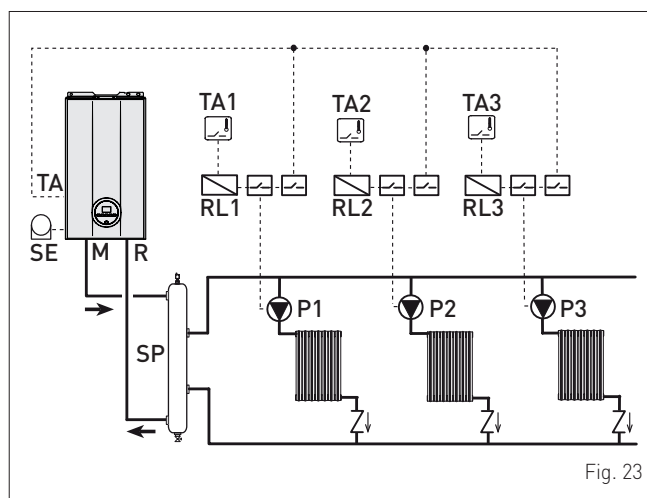 TA1 TA2 TA3
TA
RL1 RL2 RL3
SE M R
P1 P2 P3
SP
Fig. 23